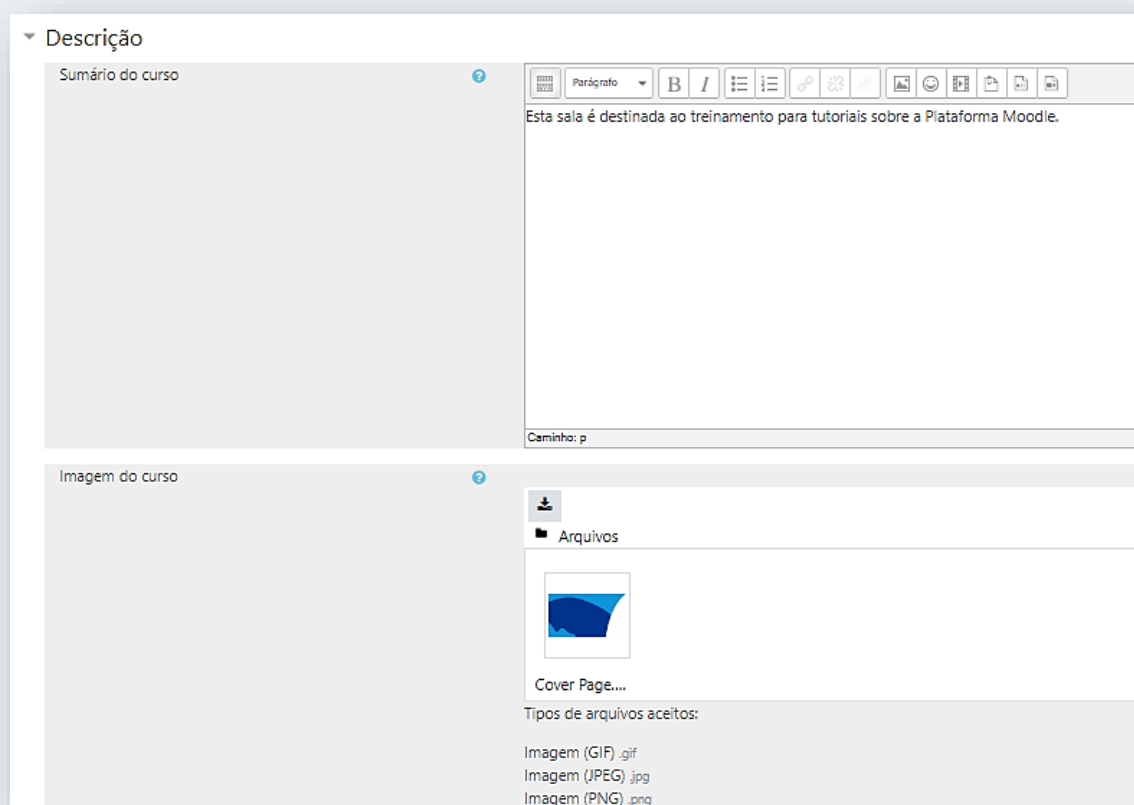 Descrição
Sumário do curso
Parágrafo
B I
Esta sala é destinada ao treinamento para tutoriais sobre a Plataforma Moodle.
Caminho: p
Imagem do curso
Arquivos
Cover Page....
Tipos de arquivos aceitos:
Imagem (GIF) .gif
Imagem (JPEG) .jpg
Imagem (PNG) .png